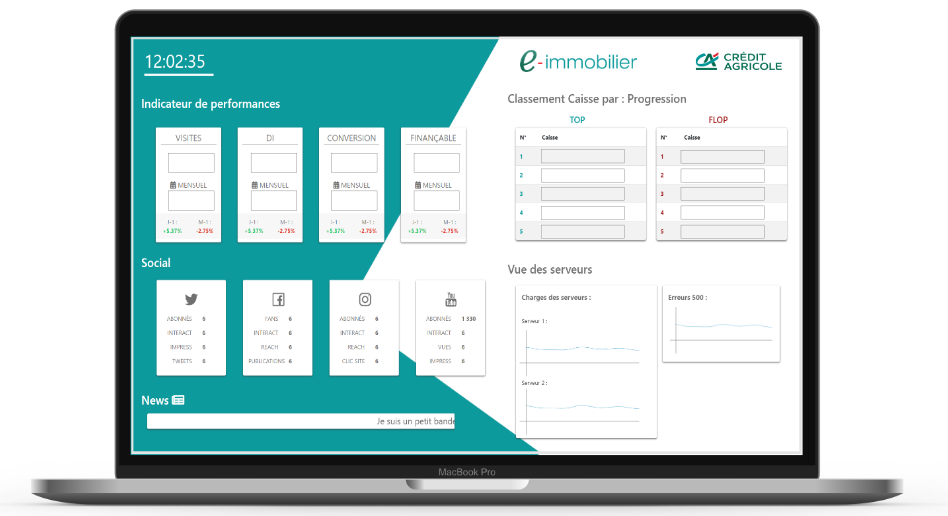 12:02:35
e-immobilier
CA CRÉDIT
AGRICOLE
Indicateur de performances
VISITES
MENSUEL
J-1 : M-1 :
+5.37% -2.75%
DI
MENSUEL
J-1 : M-1 :
+5.37% -2.75%
CONVERSION
MENSUEL
J-1 : M-1 :
+5.37% -2.75%
FINANÇABLE
MENSUEL
J-1 : M-1 :
+5.37% -2.75%
Classement Caisse par : Progression
TOP
N° Caisse
1
2
3
4
5
FLOP
N° Caisse
1
2
3
4
5
Social
ABONNÉS 6
INTERACT 6
IMPRESS 6
TWEETS 6
FANS 6
INTERACT 6
REACH 6
PUBLICATIONS 6
ABONNÉS 6
INTERACT 6
REACH 6
CLIC SITE 6
You
Tube
ABONNÉS 1 330
INTERACT 6
VUES 6
IMPRESS 6
Vue des serveurs
Charges des serveurs :
Serveur 1 :
Serveur 2 :
Erreurs 500 :
News
Je suis un petit bande
MacBook Pro